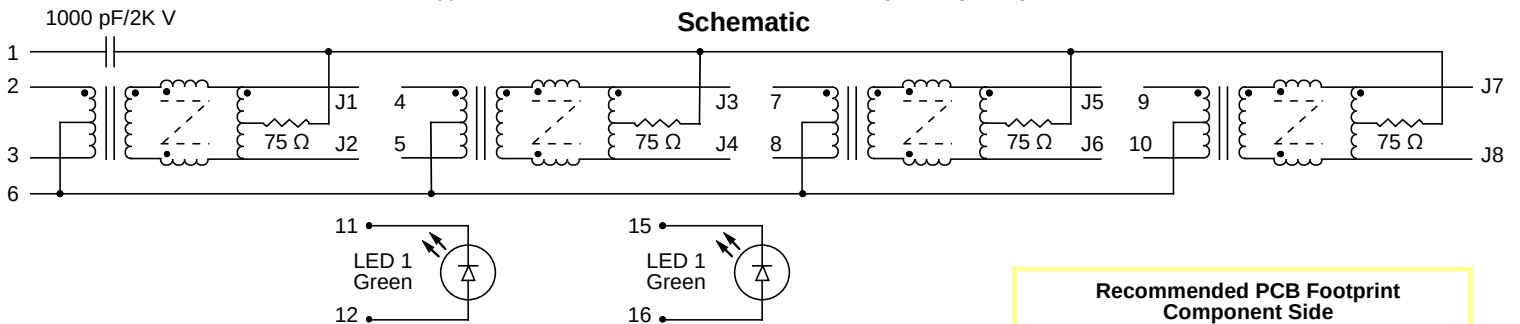 1000 pF/2K V
Schematic
1
2
J1
4
J3
7
J5
9
J7
75 Ω
J2
5
75 Ω
J4
8
75 Ω
J6
10
75 Ω
J8
3
6
11
15
LED 1
Green
LED 1
Green
12
16
Recommended PCB Footprint
Component Side